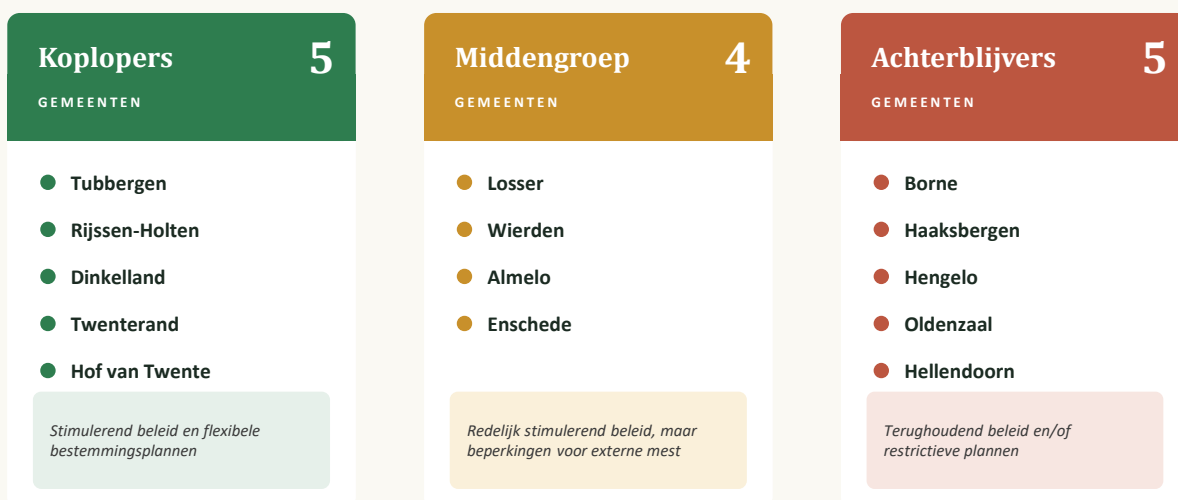 Koplopers 5
GEMEENTEN
Tubbergen
Rijssen-Holten
Dinkelland
Twenterand
Hof van Twente
Stimulerend beleid en flexibele
bestemmingsplannen
Middengroep 4
GEMEENTEN
Losser
Wierden
Almelo
Enschede
Redelijk stimulerend beleid, maar
beperkingen voor externe mest
Achterblijvers 5
GEMEENTEN
Borne
Haaksbergen
Hengelo
Oldenzaal
Hellendoorn
Terughoudend beleid en/of
restrictieve plannen